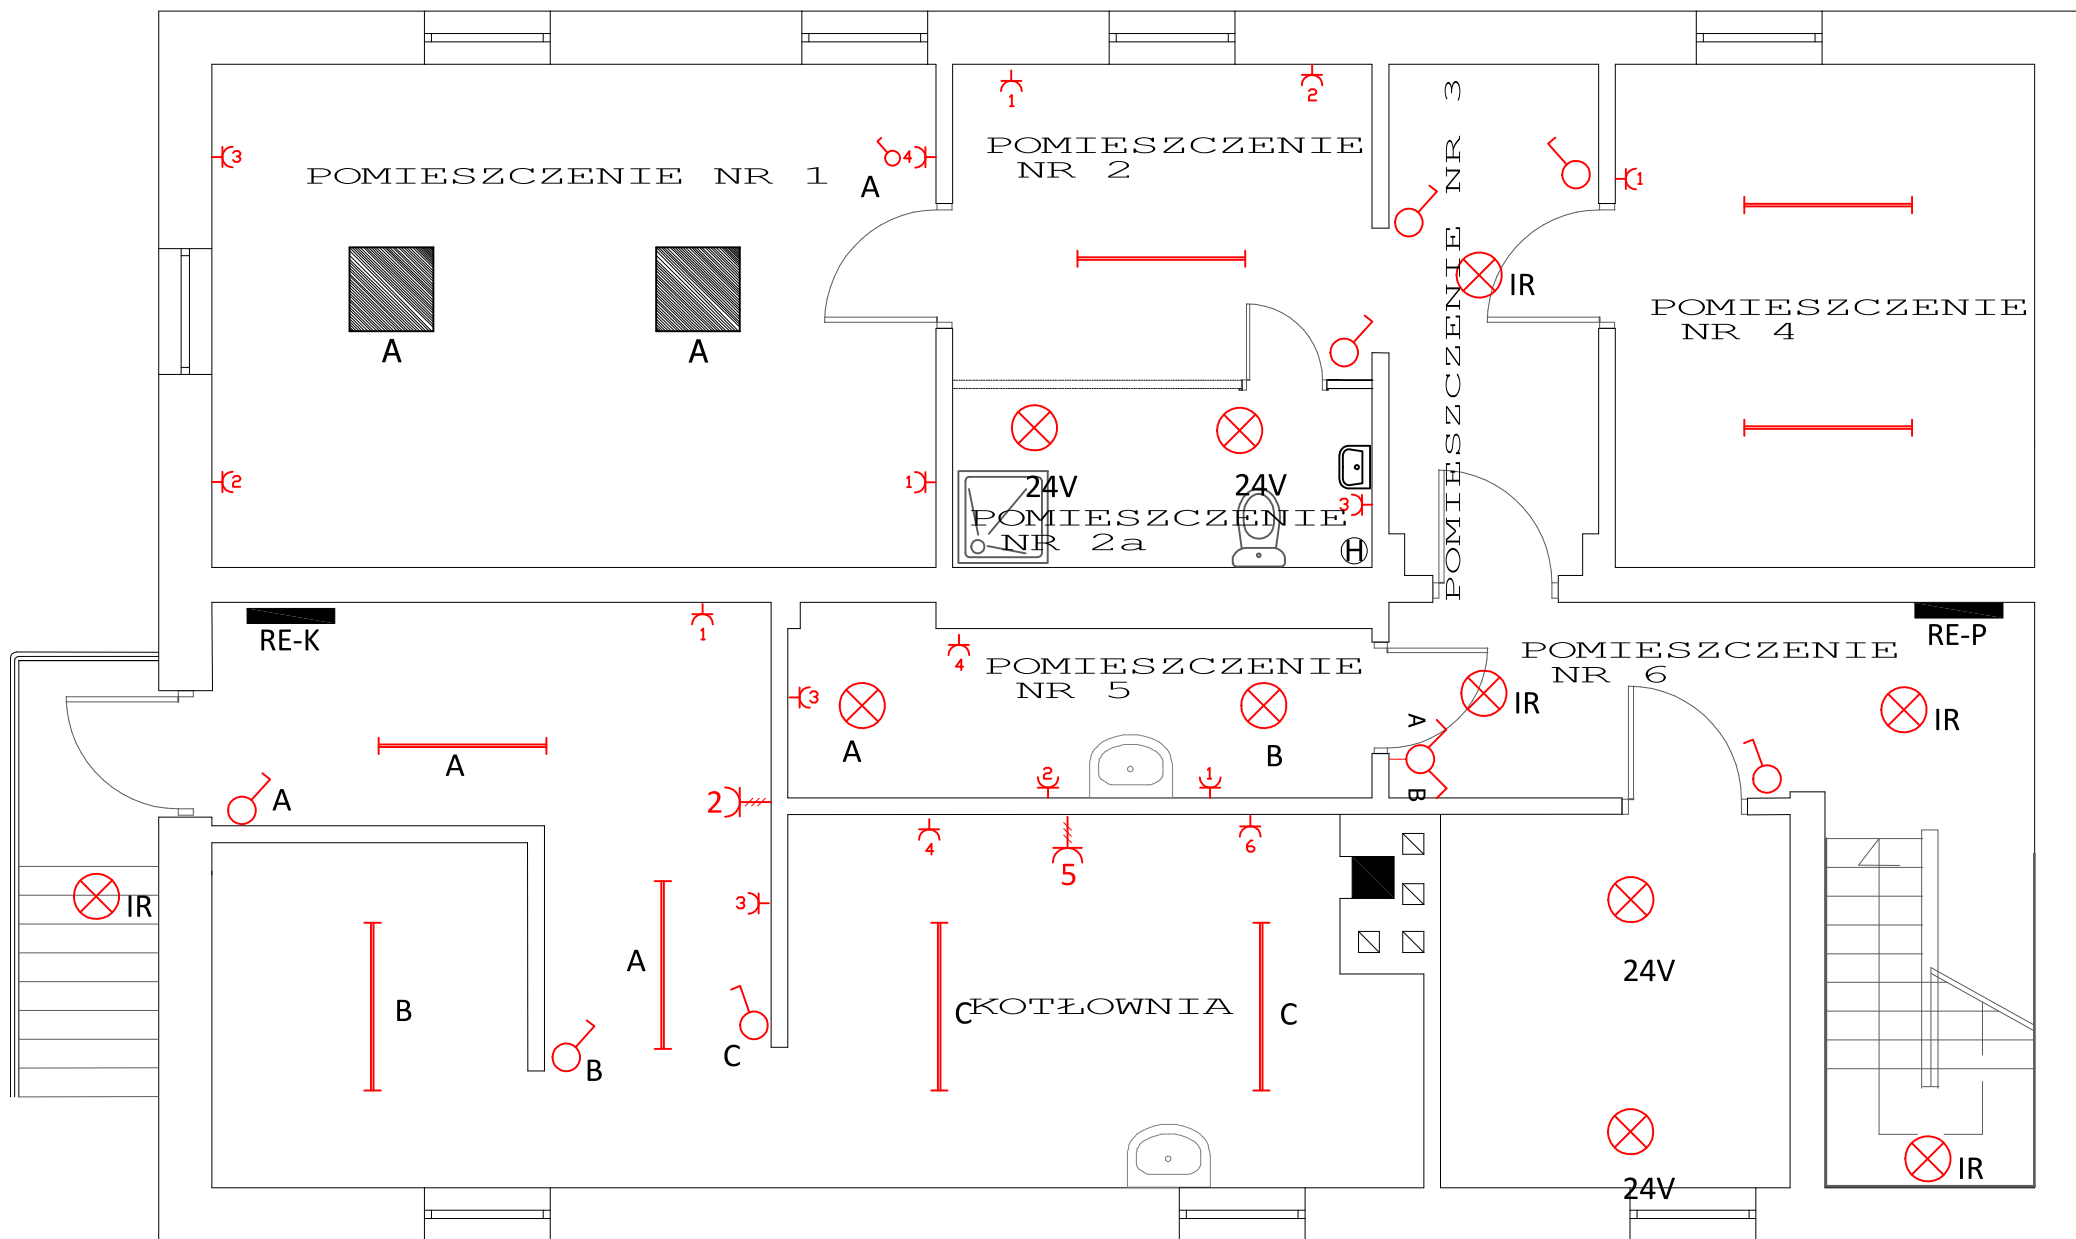 1
2
POMIESZCZENIE NR 3
3
POMIESZCZENIE NR 1
A
4
POMIESZCZENIE
NR 2
1
IR
POMIESZCZENIE
NR 4
A
A
2
1
24V
24V
3
POMIESZCZENIE
NR 2a
H
RE-K
1
4
POMIESZCZENIE
NR 5
POMIESZCZENIE
NR 6
RE-P
3
A
B
A
B
IR
IR
A
A
2
2
1
4
5
6
IR
3
A
B
B
C
C
KOTŁOWNIA
C
24V
24V
IR